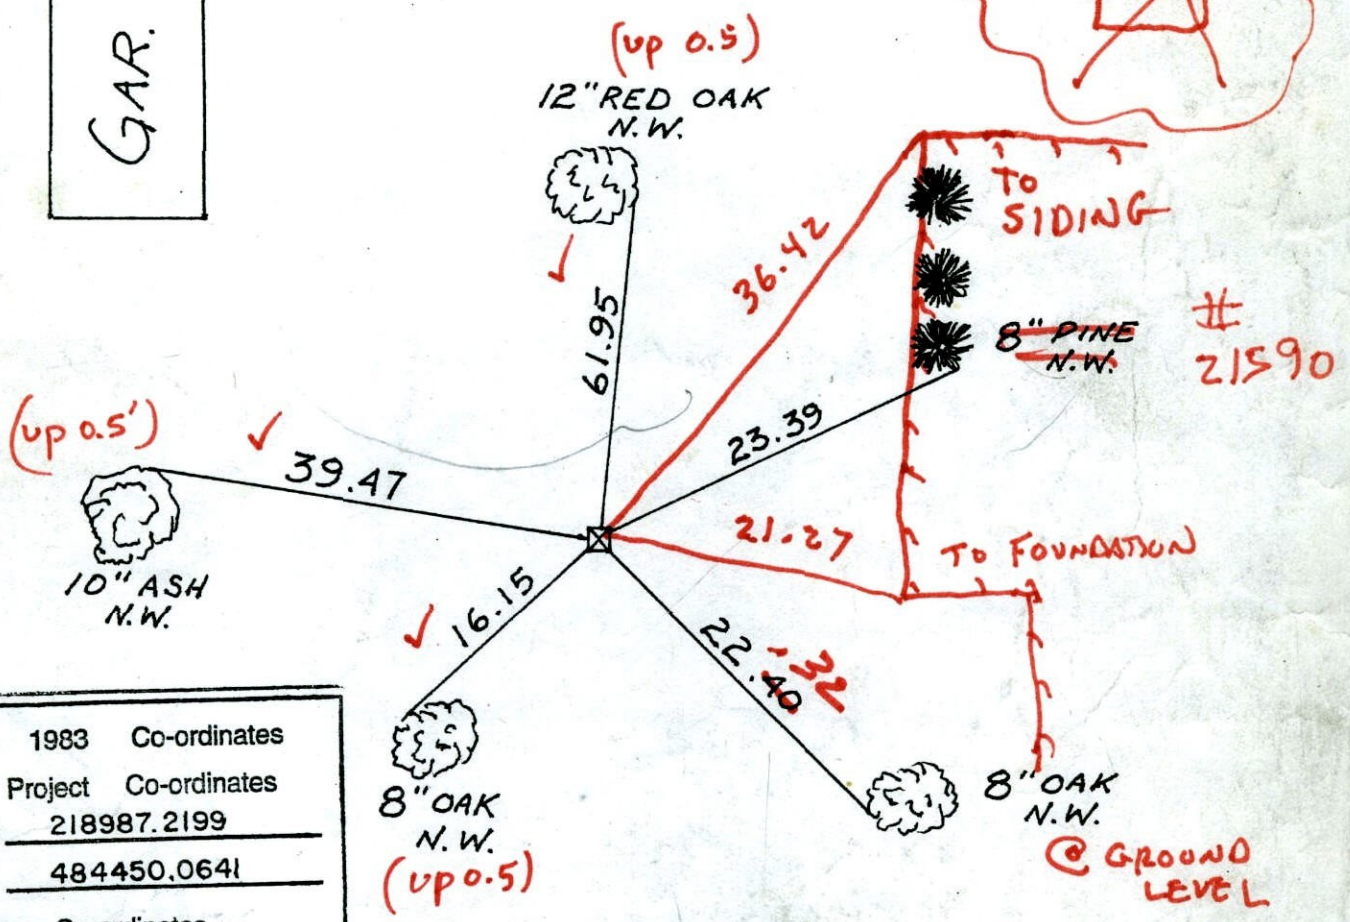 GAR.
(up 0.5)
12" RED OAK
N.W.
TO
SIDING
36.42
61.95
8" PINE
N.W.
#
21590
(up 0.5')
39.47
23.39
21.27
TO FOUNDATION
10" ASH
N.W.
16.15
22.40
.32
8" OAK
N.W.
(up 0.5)
8" OAK
N.W.
@ GROUND
LEVEL
1983 Co-ordinates
Project Co-ordinates
218987.2199
484450.0641